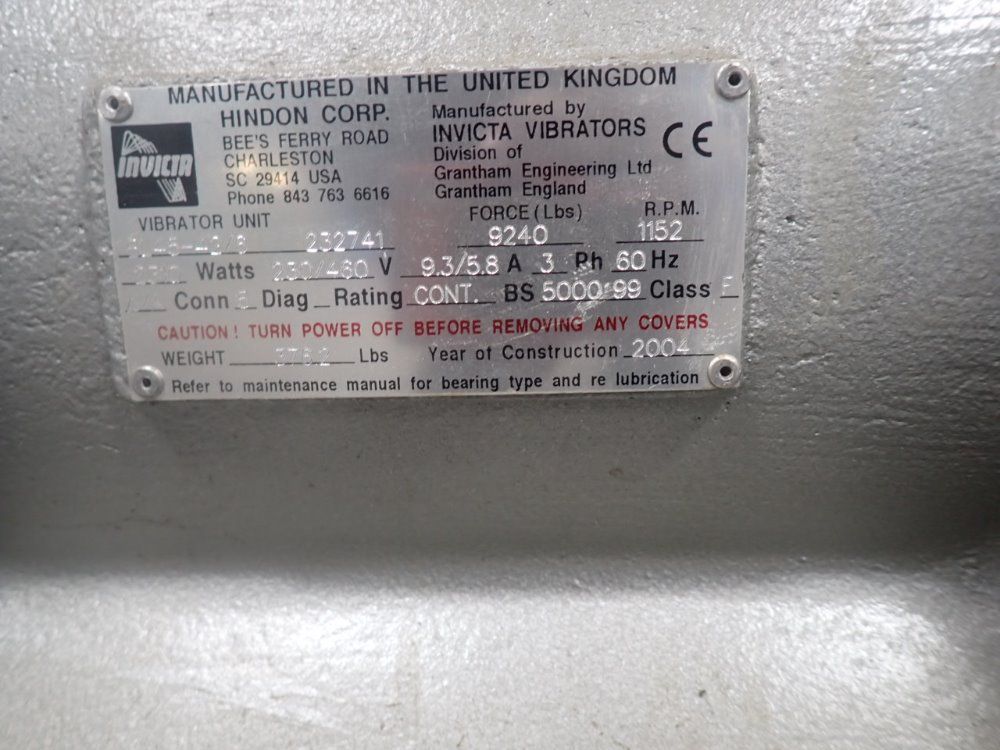 MANUFACTURED IN THE UNITED KINGDOM
HINDON CORP.
BEE'S FERRY ROAD
CHARLESTON
SC 29414 USA
Phone 843 763 6616
Manufactured by
INVICTA VIBRATORS
Division of
Grantham Engineering Ltd
Grantham England
CE
INVICTA
VIBRATOR UNIT FORCE (Lbs) R.P.M.
232741 9240 1152
Watts 230/460 V 9.3/5.8 A 3 Ph 60 Hz
Conn Diag Rating CONT. BS 5000:99 Class F
CAUTION! TURN POWER OFF BEFORE REMOVING ANY COVERS
WEIGHT Lbs Year of Construction 2004
Refer to maintenance manual for bearing type and re lubrication